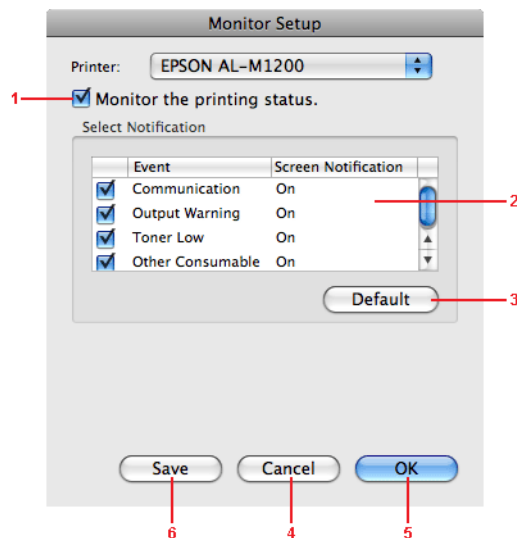 Monitor Setup
Printer: EPSON AL-M1200
1 Monitor the printing status.
Select Notification
Event Screen Notification
Communication On
2
Output Warning On
Toner Low On
Other Consumable On
Default 3
Save Cancel OK
6 4 5